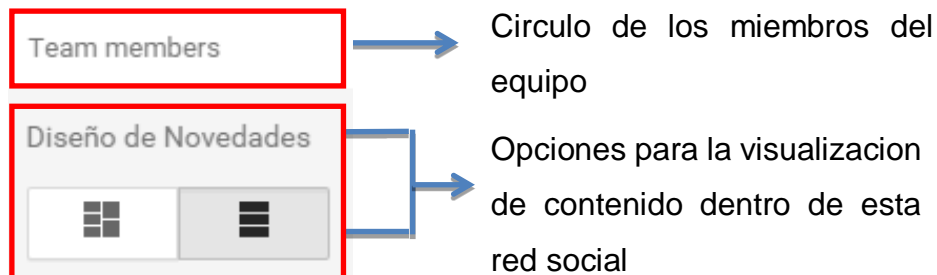 Team members
Circulo de los miembros del
equipo
Diseño de Novedades
Opciones para la visualizacion
de contenido dentro de esta
red social